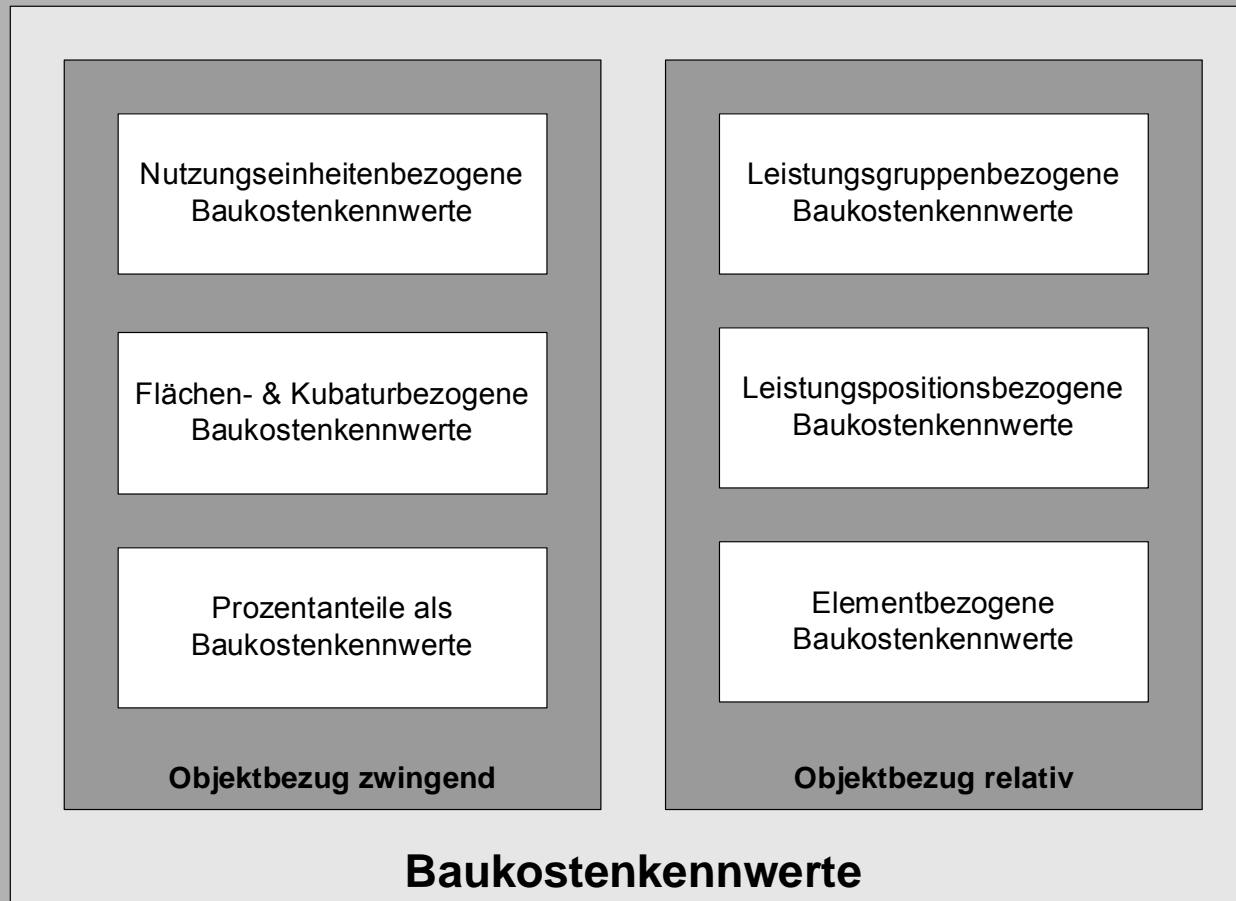 Nutzungseinheitenbezogene
Baukostenkennwerte
Flächen- & Kubaturbezogene
Baukostenkennwerte
Prozentanteile als
Baukostenkennwerte
Objektbezug zwingend
Leistungsgruppenbezogene
Baukostenkennwerte
Leistungspositionsbezogene
Baukostenkennwerte
Elementbezogene
Baukostenkennwerte
Objektbezug relativ
Baukostenkennwerte